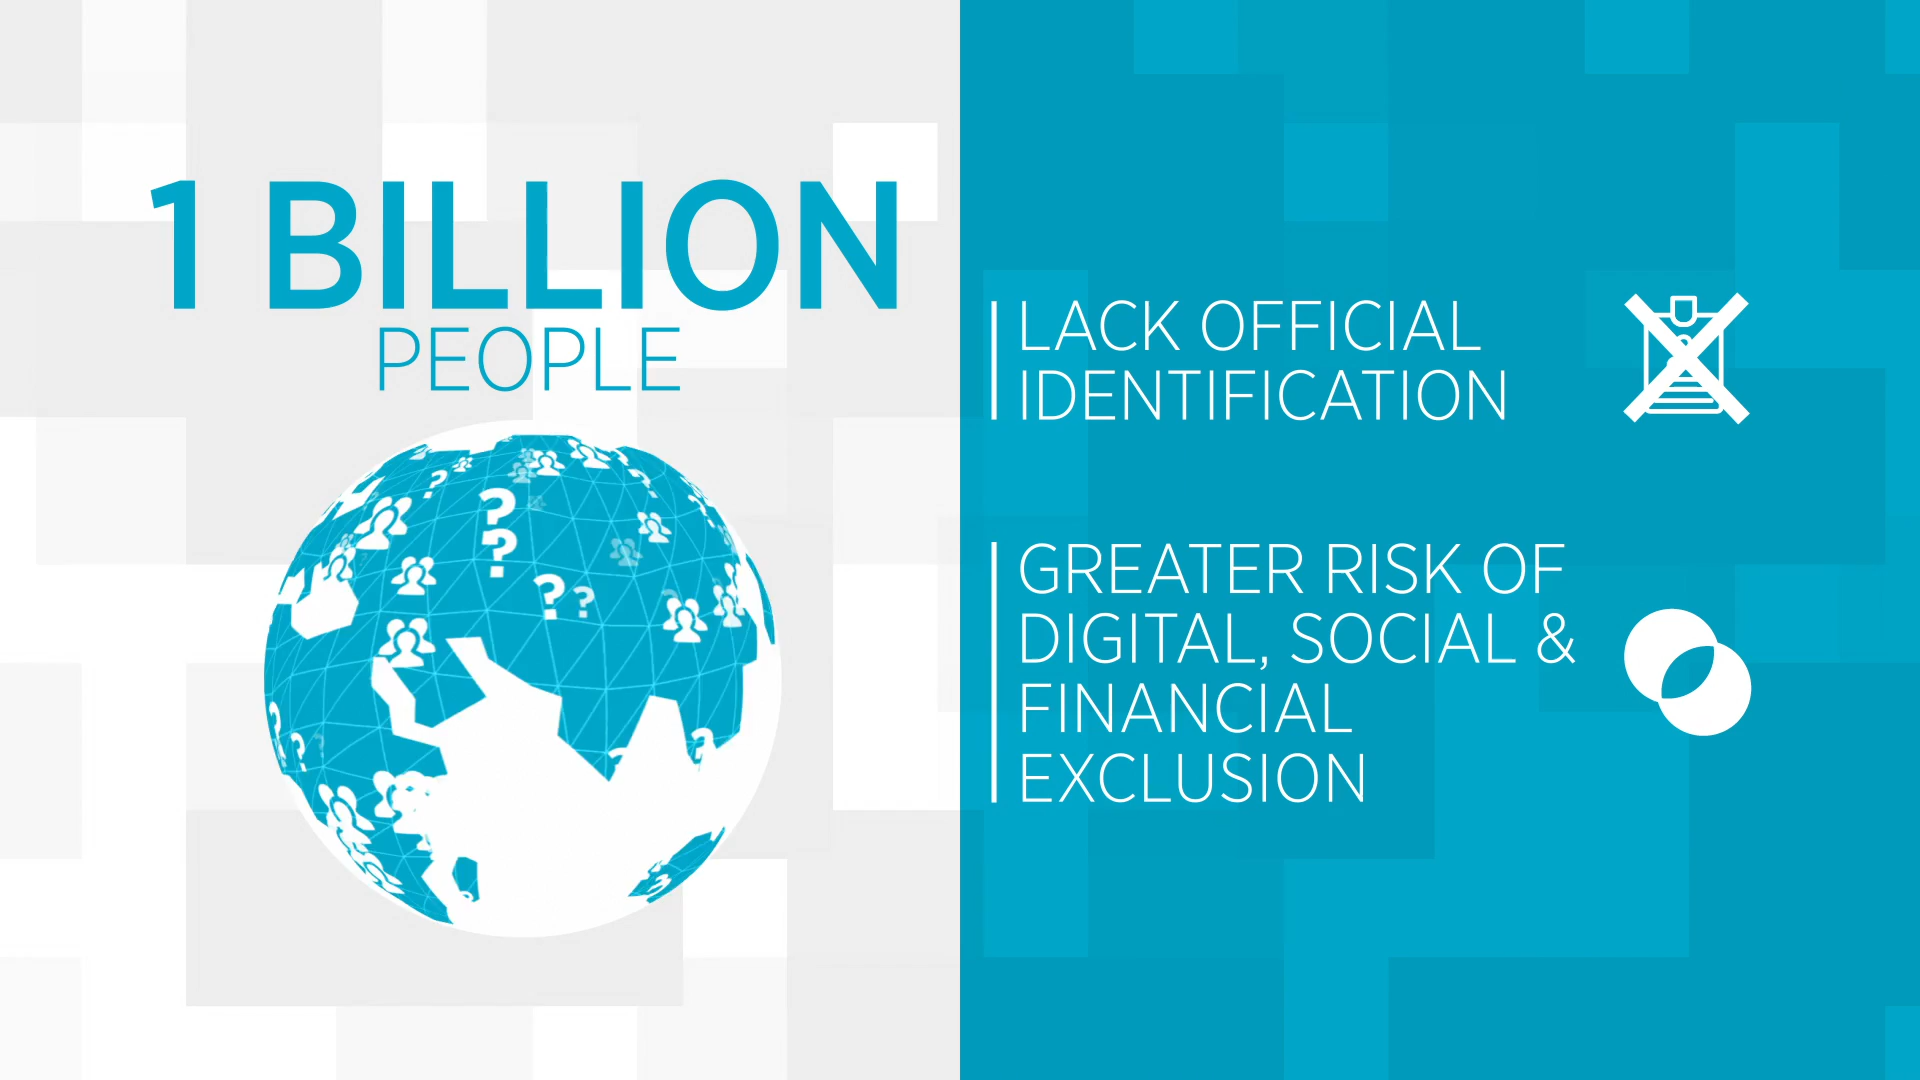 1 BILLION
PEOPLE
LACK OFFICIAL
IDENTIFICATION
GREATER RISK OF
DIGITAL, SOCIAL &
FINANCIAL
EXCLUSION